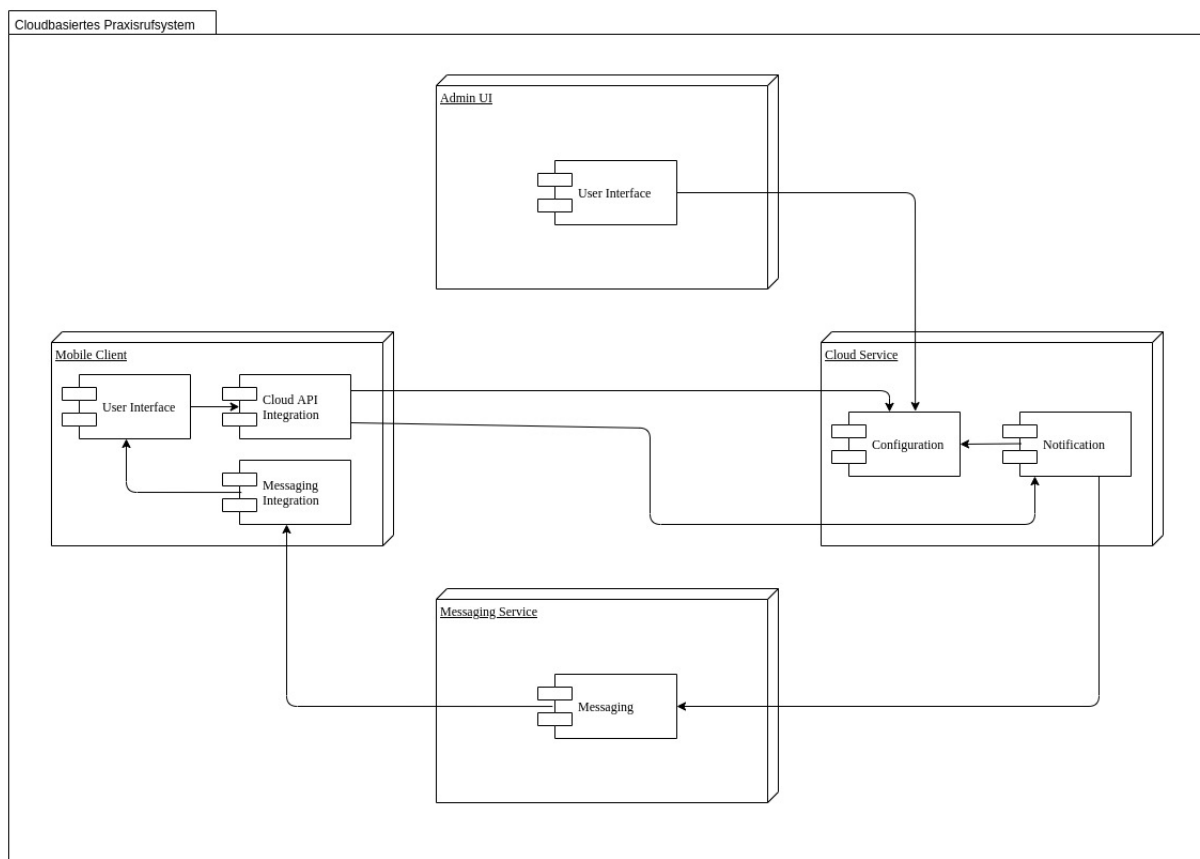 Cloudbasiertes Praxisrufsystem
Admin UI
User Interface
Mobile Client
User Interface
Cloud API
Integration
Messaging
Integration
Cloud Service
Configuration
Notification
Messaging Service
Messaging